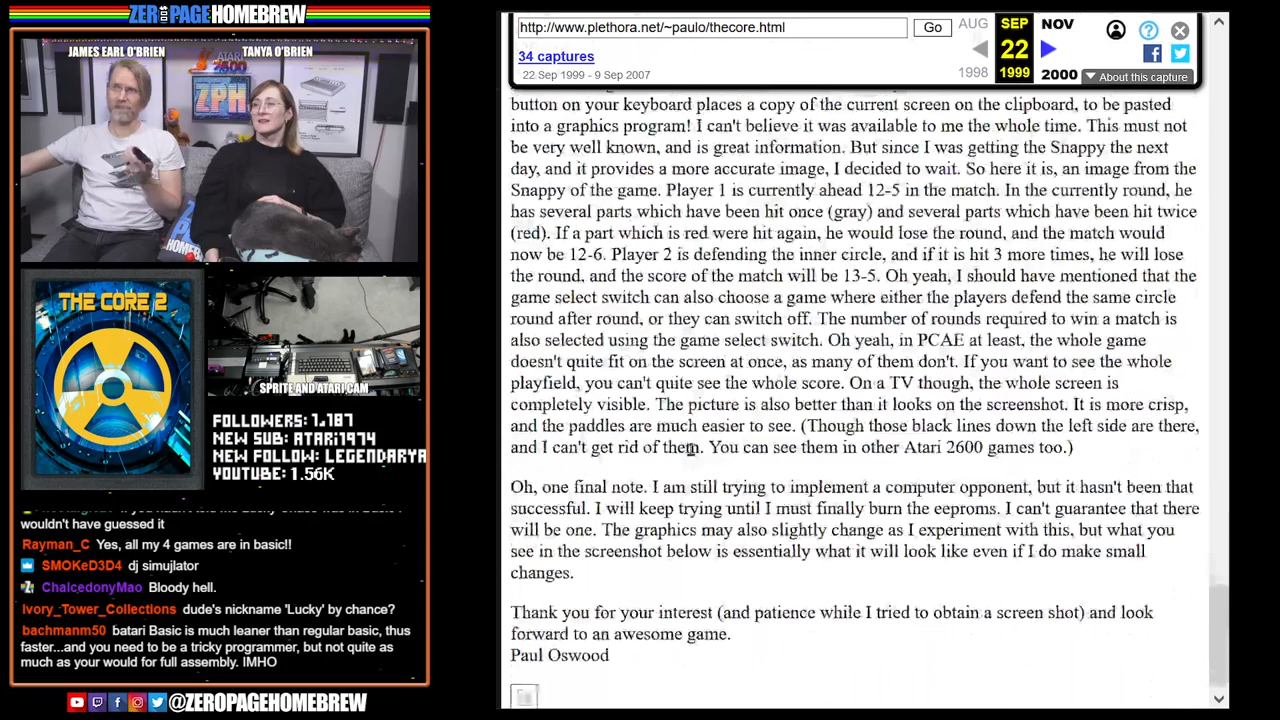 ZERO PAGE HOMEBREW
JAMES EARL O'BRIEN
TANYA O'BRIEN
ATARI
2600
ZPH
THE CORE 2
SPRITE AND ATARI CAM
FOLLOWERS: 1,187
NEW SUB: ATARI1974
NEW FOLLOW: LEGENDARYA
YOUTUBE: 1.56K
wouldn't have guessed it
Rayman_C Yes, all my 4 games are in basic!!
SMOKeD3D4 dj simujlator
ChalcedonyMao Bloody hell.
Ivory_Tower_Collections dude's nickname 'Lucky' by chance?
bachmanm50 batari Basic is much leaner than regular basic, thus
faster...and you need to be a tricky programmer, but not quite as
much as your would for full assembly. IMHO
@ZEROPAGEHOMEBREW
http://www.plethora.net/~paulo/thecore.html
Go
AUG
SEP
NOV
34 captures
22
22 Sep 1999 - 9 Sep 2007
1998
1999
2000
About this capture
button on your keyboard places a copy of the current screen on the clipboard, to be pasted
into a graphics program! I can't believe it was available to me the whole time. This must not
be very well known, and is great information. But since I was getting the Snappy the next
day, and it provides a more accurate image, I decided to wait. So here it is, an image from the
Snappy of the game. Player 1 is currently ahead 12-5 in the match. In the currently round, he
has several parts which have been hit once (gray) and several parts which have been hit twice
(red). If a part which is red were hit again, he would lose the round, and the match would
now be 12-6. Player 2 is defending the inner circle, and if it is hit 3 more times, he will lose
the round, and the score of the match will be 13-5. Oh yeah, I should have mentioned that the
game select switch can also choose a game where either the players defend the same circle
round after round, or they can switch off. The number of rounds required to win a match is
also selected using the game select switch. Oh yeah, in PCAE at least, the whole game
doesn't quite fit on the screen at once, as many of them don't. If you want to see the whole
playfield, you can't quite see the whole score. On a TV though, the whole screen is
completely visible. The picture is also better than it looks on the screenshot. It is more crisp,
and the paddles are much easier to see. (Though those black lines down the left side are there,
and I can't get rid of them. You can see them in other Atari 2600 games too.)
Oh, one final note. I am still trying to implement a computer opponent, but it hasn't been that
successful. I will keep trying until I must finally burn the eeproms. I can't guarantee that there
will be one. The graphics may also slightly change as I experiment with this, but what you
see in the screenshot below is essentially what it will look like even if I do make small
changes.
Thank you for your interest (and patience while I tried to obtain a screen shot) and look
forward to an awesome game.
Paul Oswood